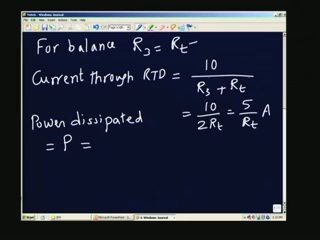 For balance R3 = Rt
Current through RTD = 10 / (R3 + Rt)
= 10 / 2Rt = 5 / Rt A
Power dissipated
= P =